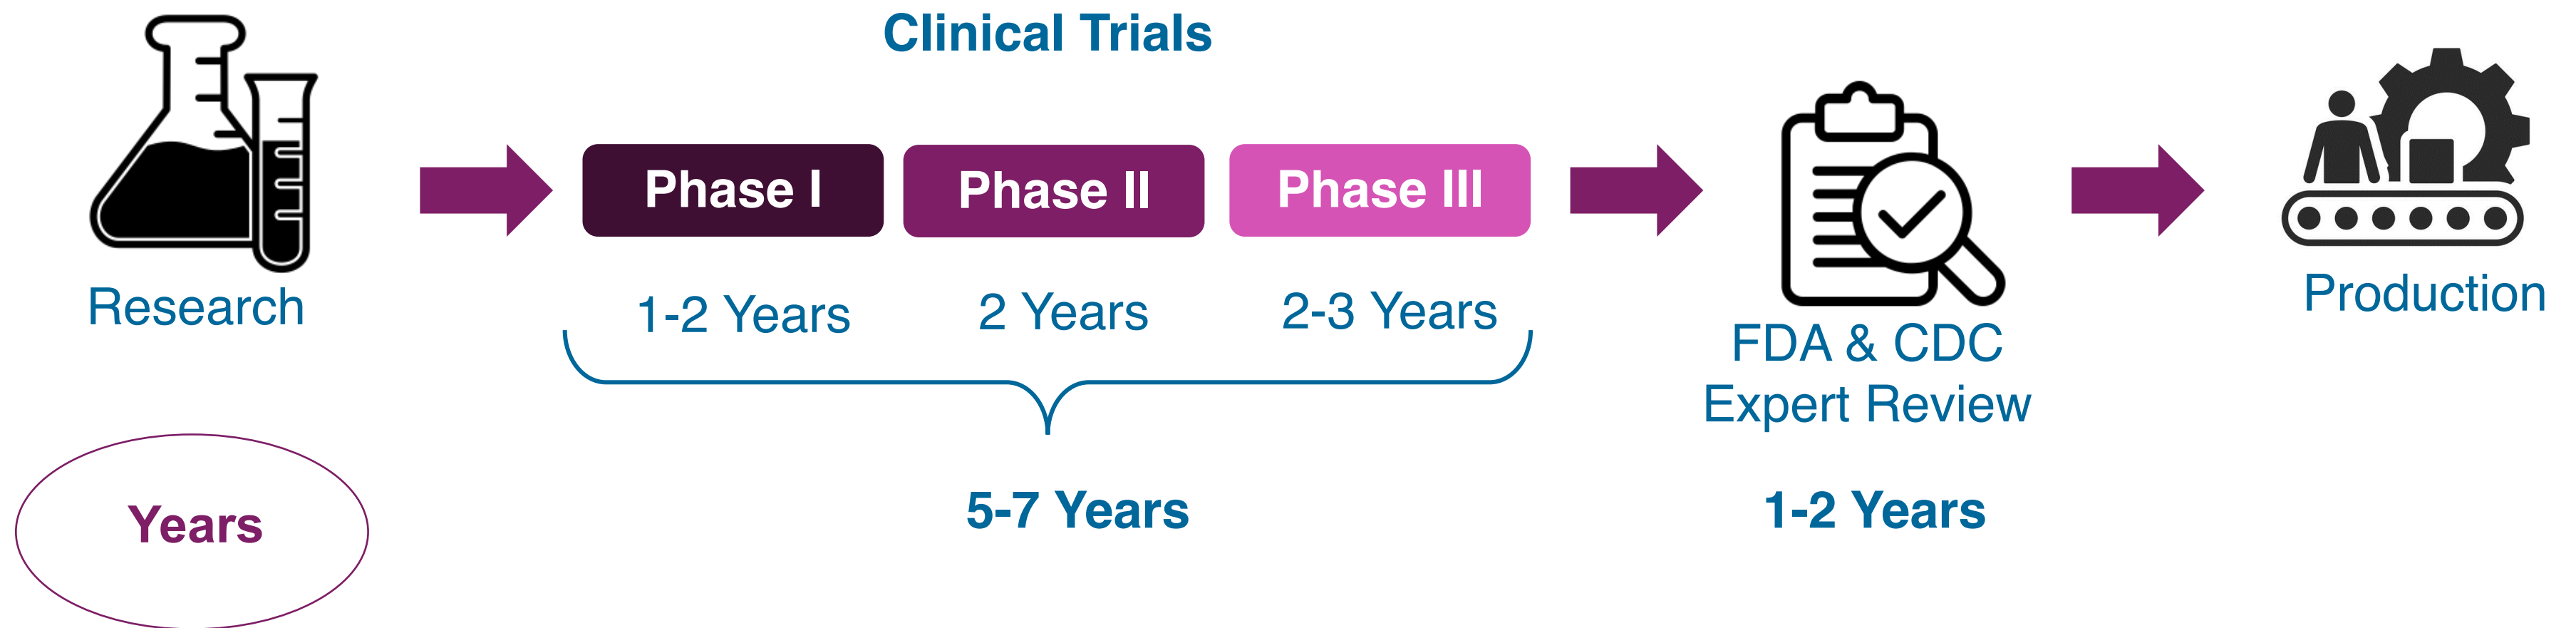 Clinical Trials
Research
Phase I
Phase II
Phase III
1-2 Years
2 Years
2-3 Years
FDA & CDC
Expert Review
Production
Years
5-7 Years
1-2 Years